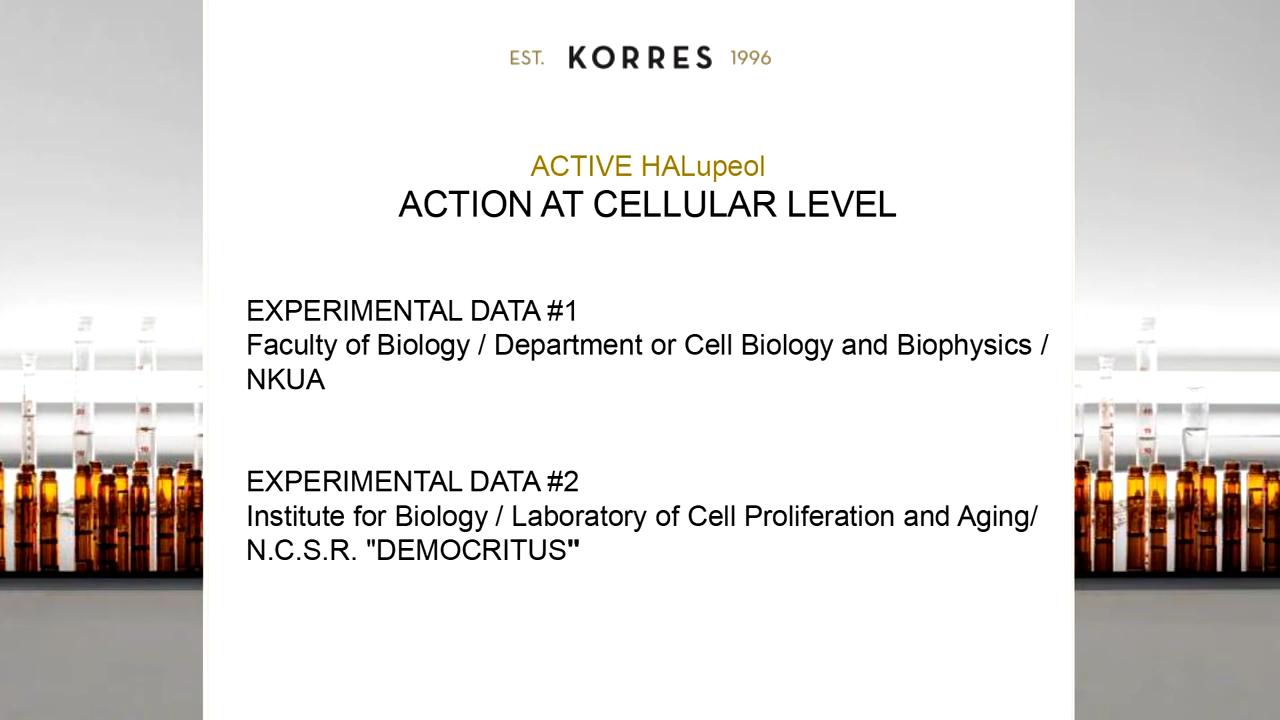 EST. KORRES 1996
ACTIVE HALupeol
ACTION AT CELLULAR LEVEL
EXPERIMENTAL DATA #1
Faculty of Biology / Department or Cell Biology and Biophysics /
NKUA
EXPERIMENTAL DATA #2
Institute for Biology / Laboratory of Cell Proliferation and Aging/
N.C.S.R. "DEMOCRITUS"